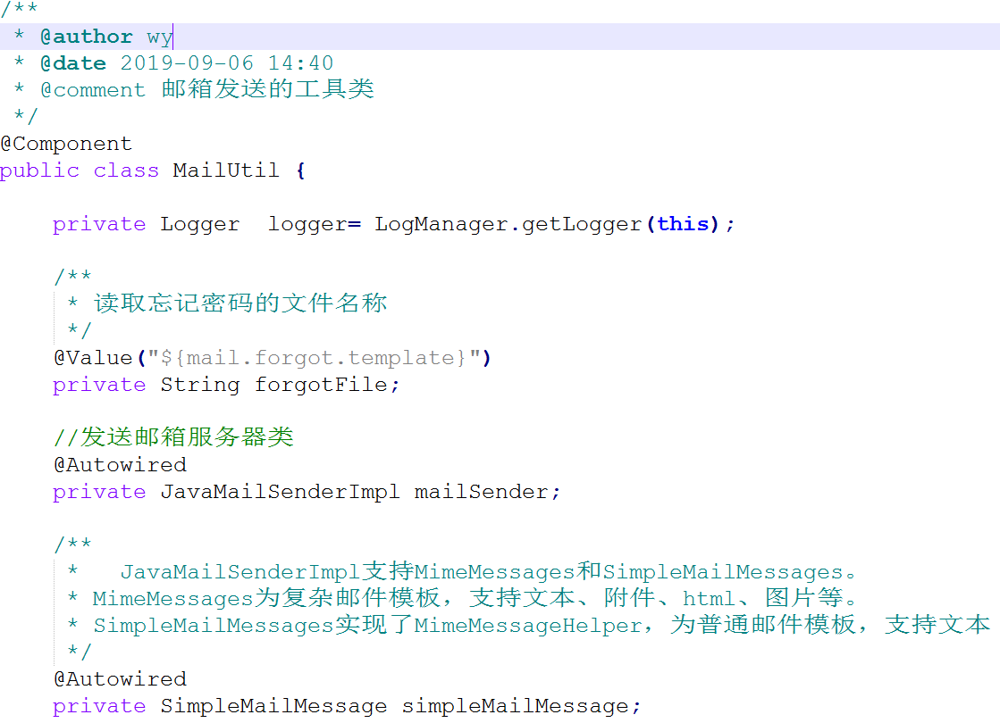 /**
 * @author wy
 * @date 2019-09-06 14:40
 * @comment 邮箱发送的工具类
 */
@Component
public class MailUtil {
private Logger  logger= LogManager.getLogger(this);
/**
 * 读取忘记密码的文件名称
 */
@Value("${mail.forgot.template}")
private String forgotFile;
//发送邮箱服务器类
@Autowired
private JavaMailSenderImpl mailSender;
/**
 *   JavaMailSenderImpl支持MimeMessages和SimpleMailMessages。
 * MimeMessages为复杂邮件模板，支持文本、附件、html、图片等。
 * SimpleMailMessages实现了MimeMessageHelper，为普通邮件模板，支持文本
 */
@Autowired
private SimpleMailMessage simpleMailMessage;